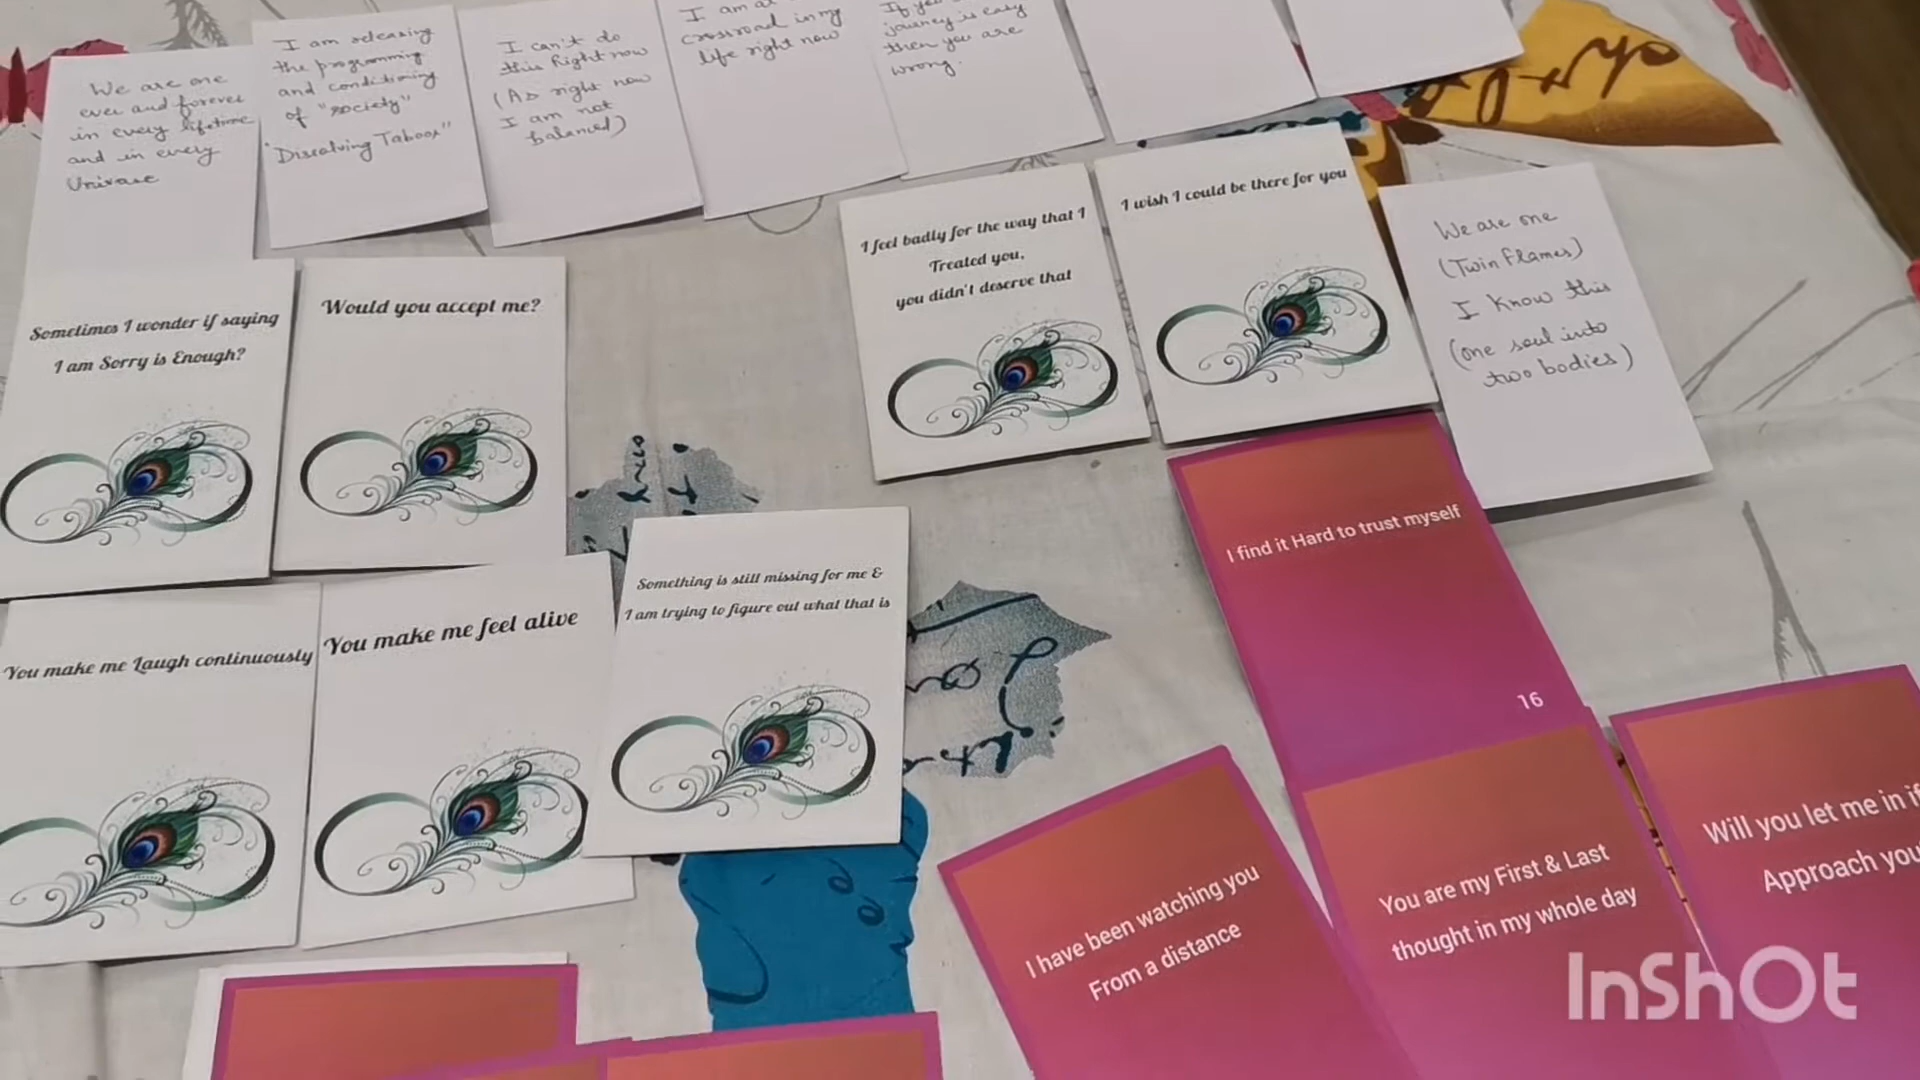 We are one
ever and forever
in every lifetime
and in every
Universe
I am releasing
the programming
and conditioning
of "society"
"Dissolving Taboos"
I can't do
this Right now
(As right now
I am not
balanced)
I am at
crossroad in my
life right now
If you
journey is easy
then you are
wrong.
Sometimes I wonder if saying
I am Sorry is Enough?
Would you accept me?
I feel badly for the way that I
Treated you,
you didn't deserve that
I wish I could be there for you
We are one
(Twin Flames)
I Know this
(one soul into
two bodies)
You make me Laugh continuously
You make me feel alive
Something is still missing for me &
I am trying to figure out what that is
I find it Hard to trust myself
16
I have been watching you
From a distance
You are my First & Last
thought in my whole day
Will you let me in if
Approach you
InShOt